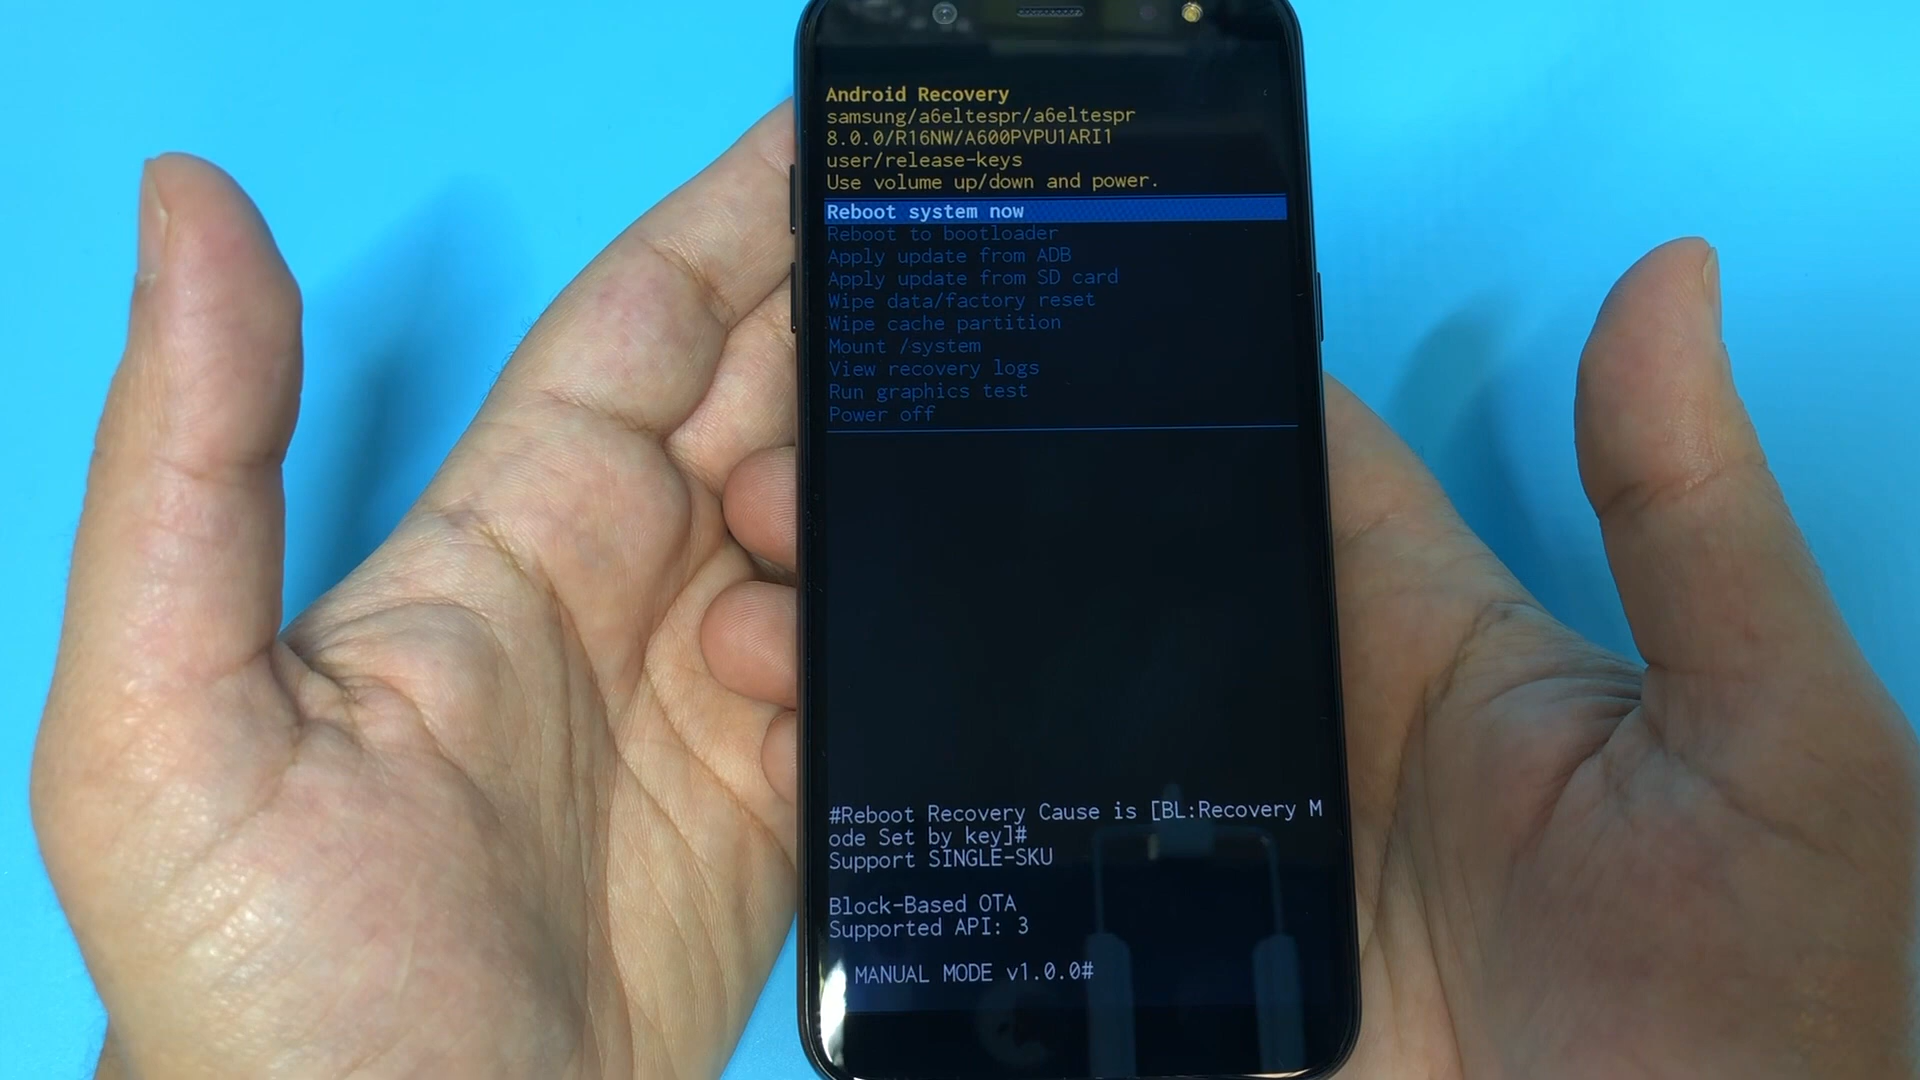 Android Recovery
samsung/a6eltespr/a6eltespr
8.0.0/R16NW/A600PVPU1ARI1
user/release-keys
Use volume up/down and power.
Reboot system now
Reboot to bootloader
Apply update from ADB
Apply update from SD card
Wipe data/factory reset
Wipe cache partition
Mount /system
View recovery logs
Run graphics test
Power off
#Reboot Recovery Cause is [BL:Recovery M
ode Set by key]#
Support SINGLE-SKU
Block-Based OTA
Supported API: 3
MANUAL MODE v1.0.0#